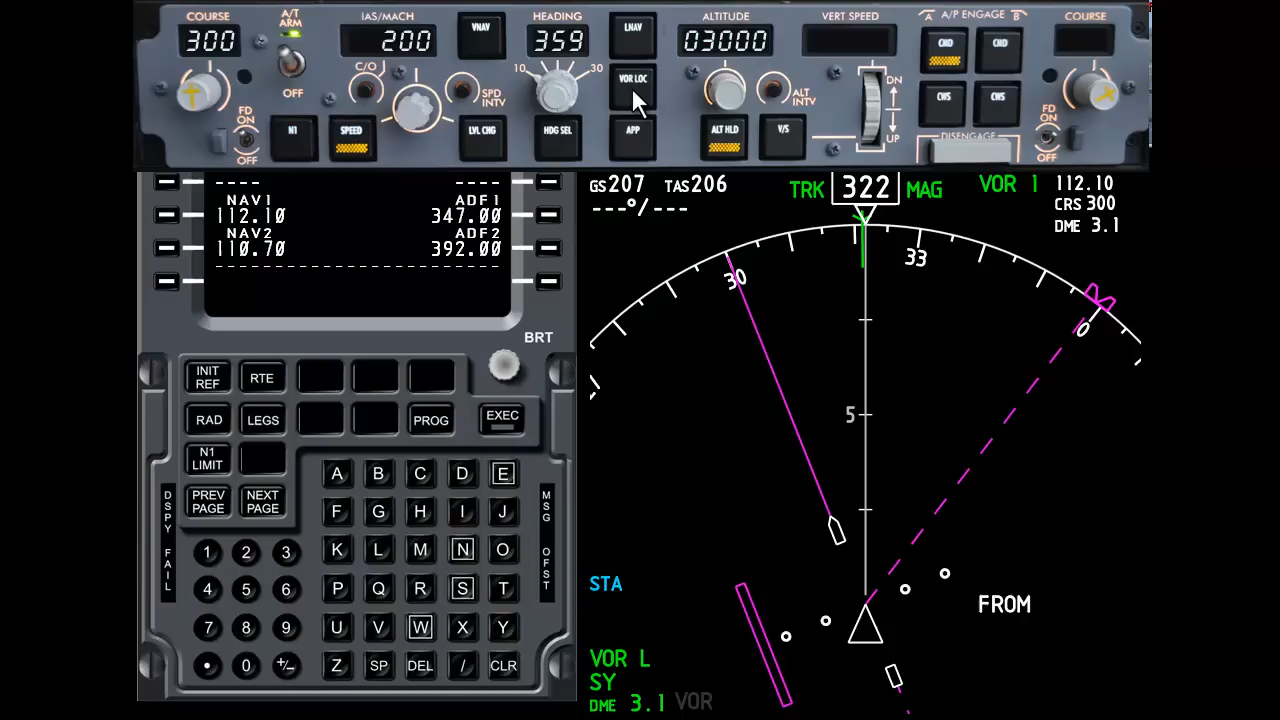 COURSE A/T ARM IAS/MACH HEADING ALTITUDE VERT SPEED A A/P ENGAGE B COURSE
300 200 VNAV 359 LNAV 03000 CMD CMD
C/O 10 30 VOR LOC DN
OFF SPD INTV ALT INTV CWS CWS
FD ON N1 SPEED LVL CHG HDG SEL APP ALT HLD V/S UP DISENGAGE FD ON
OFF OFF
---- ----
NAV1 ADF1
112.10 347.00
NAV2 ADF2
110.70 392.00
--------------------
BRT
INIT REF RTE
RAD LEGS PROG EXEC
N1 LIMIT
PREV PAGE NEXT PAGE
DSPY FAIL
MSG OFST
A B C D E
F G H I J
K L M N O
P Q R S T
U V W X Y
Z SP DEL / CLR
1 2 3
4 5 6
7 8 9
• 0 +/-
GS207 TAS206 TRK 322 MAG VOR 1 112.10
---°/--- CRS 300
DME 3.1
30 33 0
5
STA
FROM
VOR L
SY
DME 3.1 VOR